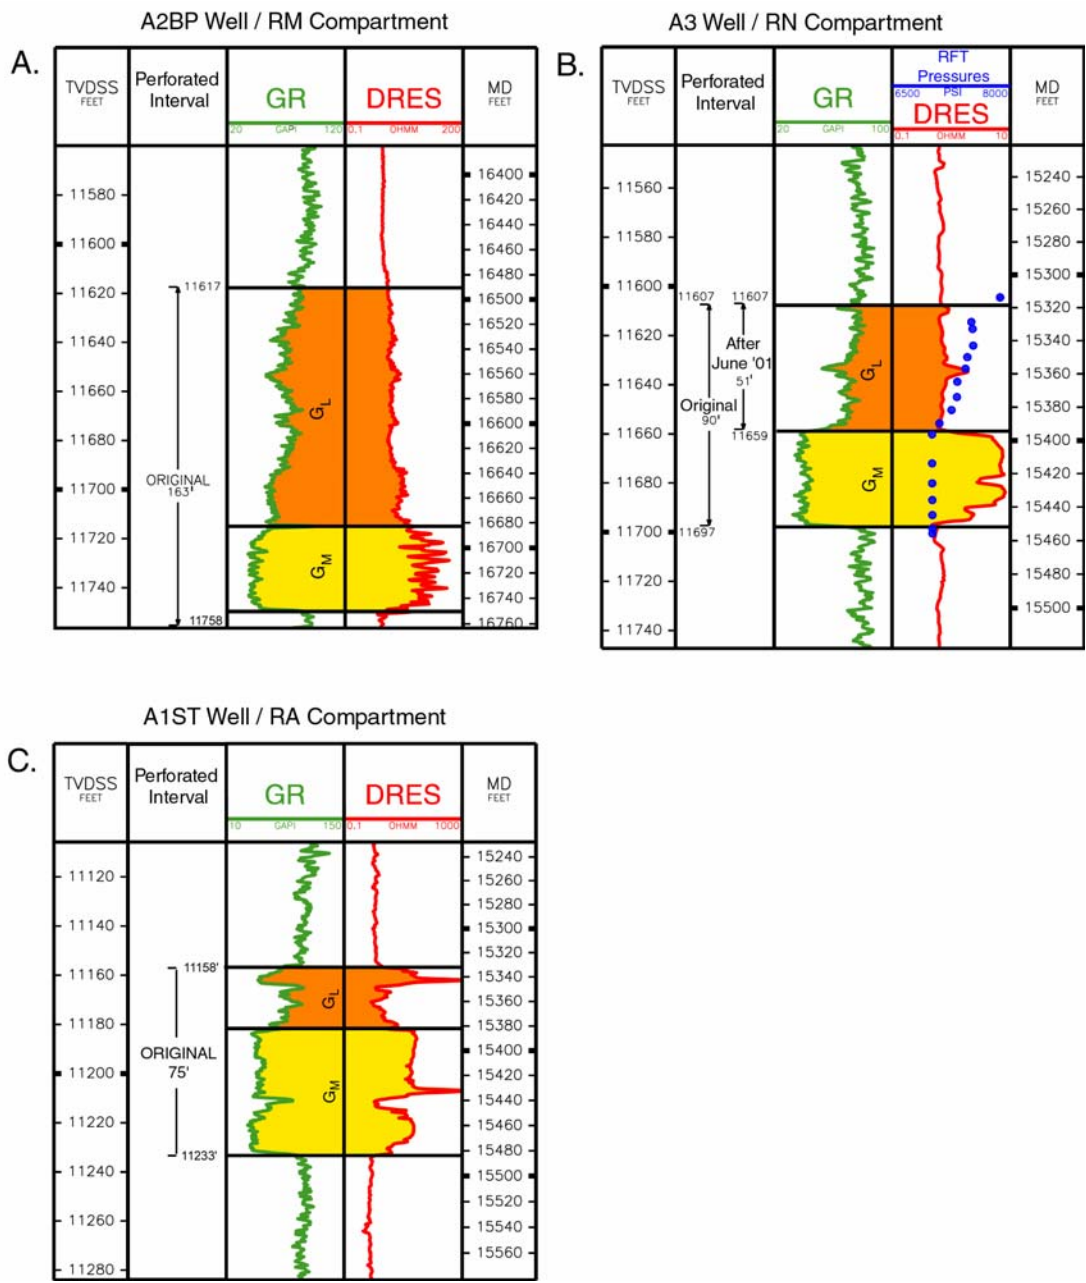 A2BP Well / RM Compartment
A.
TVDSS
FEET
Perforated
Interval
GR
20 GAPI 120
DRES
0.1 OHMM 200
MD
FEET
11580
11600
11620
11640
11660
11680
11700
11720
11740
11617
ORIGINAL
163'
11758
GL
GM
16400
16420
16440
16460
16480
16500
16520
16540
16560
16580
16600
16620
16640
16660
16680
16700
16720
16740
16760
A3 Well / RN Compartment
B.
TVDSS
FEET
Perforated
Interval
GR
20 GAPI 100
RFT
Pressures
6500 PSI 8000
DRES
0.1 OHMM 10
MD
FEET
11560
11580
11600
11620
11640
11660
11680
11700
11720
11740
11607 11607
After
June '01
51'
Original
90'
11659
11697
GL
GM
15240
15260
15280
15300
15320
15340
15360
15380
15400
15420
15440
15460
15480
15500
A1ST Well / RA Compartment
C.
TVDSS
FEET
Perforated
Interval
GR
10 GAPI 150
DRES
0.1 OHMM 1000
MD
FEET
11120
11140
11160
11180
11200
11220
11240
11260
11280
11158'
ORIGINAL
75'
11233'
GL
GM
15240
15260
15280
15300
15320
15340
15360
15380
15400
15420
15440
15460
15480
15500
15520
15540
15560